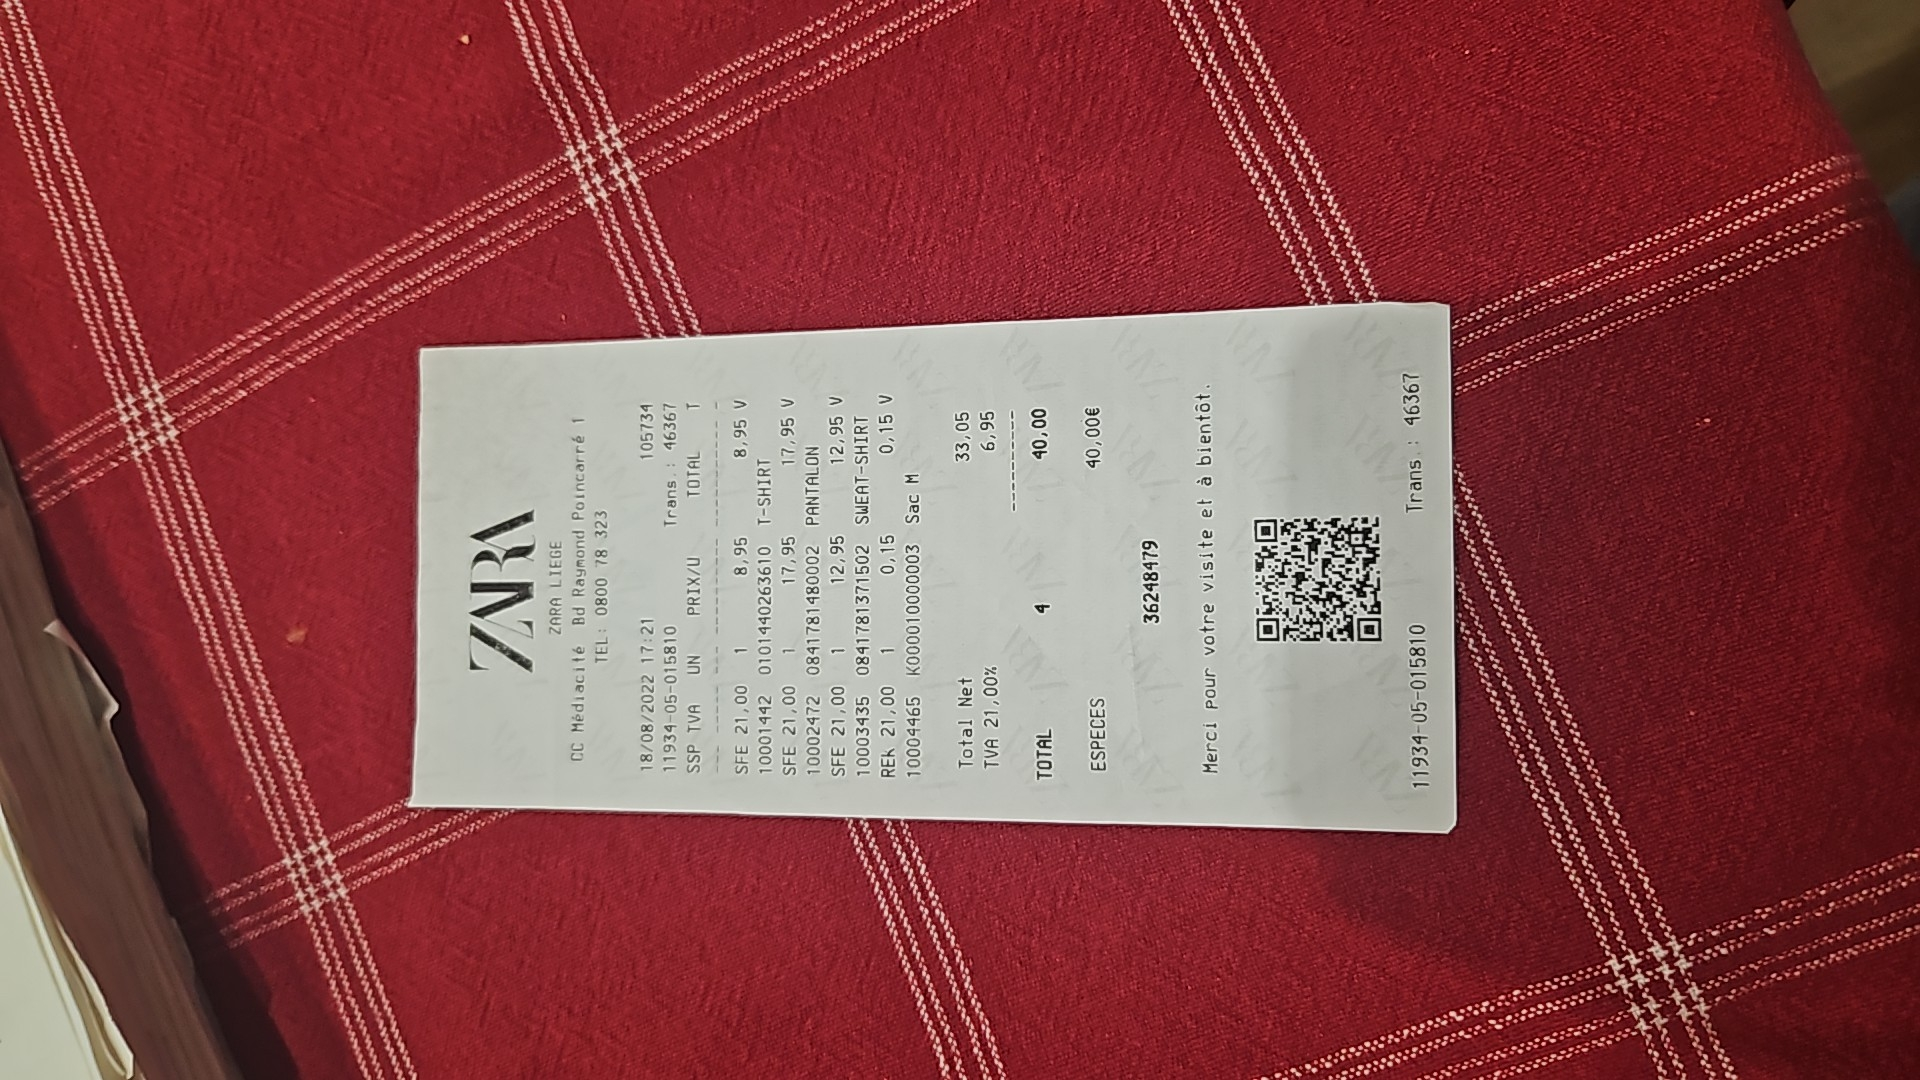 ZARA
ZARA LIEGE
CC Médiacité Bd Raymond Poincarré 1
TEL: 0800 78 323
18/08/2022 17:21 105734
11934-05-015810 Trans.: 46367
SSP TVA UN PRIX/U TOTAL T
SFE 21,00 1 8,95 8,95 V
10001442 01014402636​10 T-SHIRT
SFE 21,00 1 17,95 17,95 V
10002472 0841781480002 PANTALON
SFE 21,00 1 12,95 12,95 V
10003435 0841781371502 SWEAT-SHIRT
REk 21,00 1 0,15 0,15 V
10004465 K000010000003 Sac M
Total Net 33,05
TVA 21,00% 6,95
TOTAL 4 40,00
ESPECES 40,00€
36248479
Merci pour votre visite et à bientôt.
11934-05-015810 Trans.: 46367